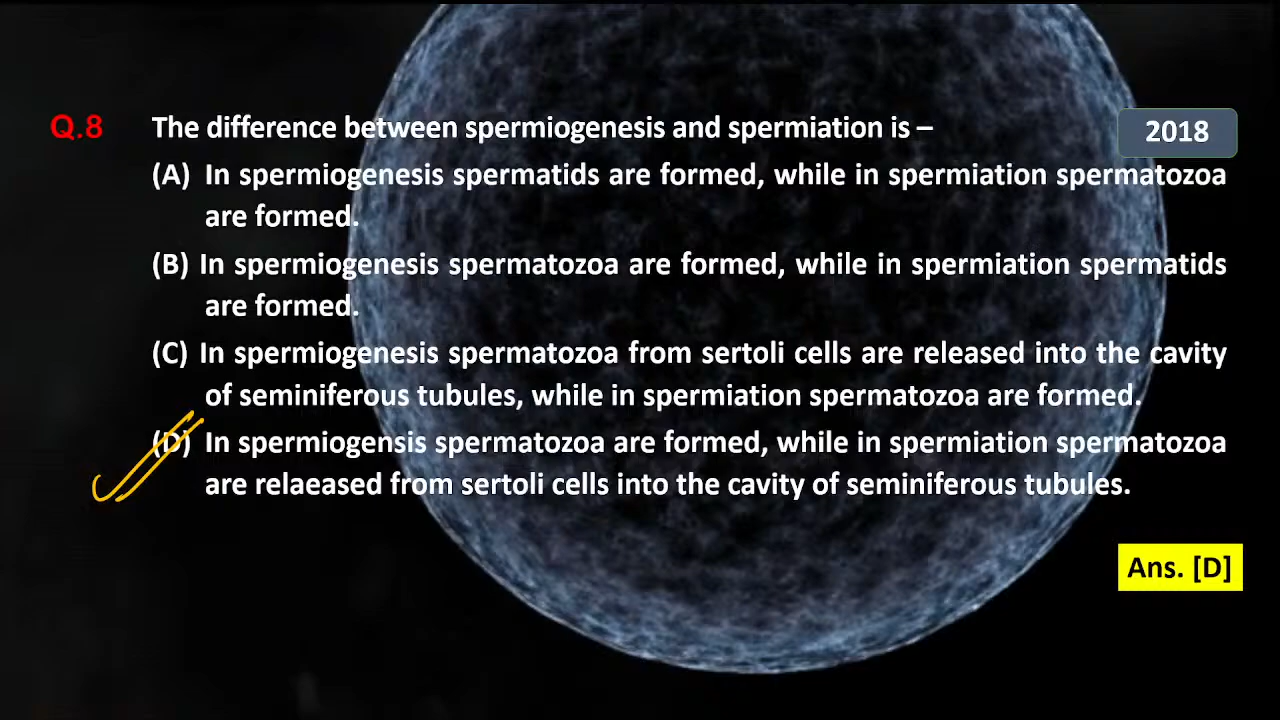 Q.8 The difference between spermiogenesis and spermiation is –
2018
(A) In spermiogenesis spermatids are formed, while in spermiation spermatozoa
are formed.
(B) In spermiogenesis spermatozoa are formed, while in spermiation spermatids
are formed.
(C) In spermiogenesis spermatozoa from sertoli cells are released into the cavity
of seminiferous tubules, while in spermiation spermatozoa are formed.
(D) In spermiogensis spermatozoa are formed, while in spermiation spermatozoa
are relaeased from sertoli cells into the cavity of seminiferous tubules.
Ans. [D]